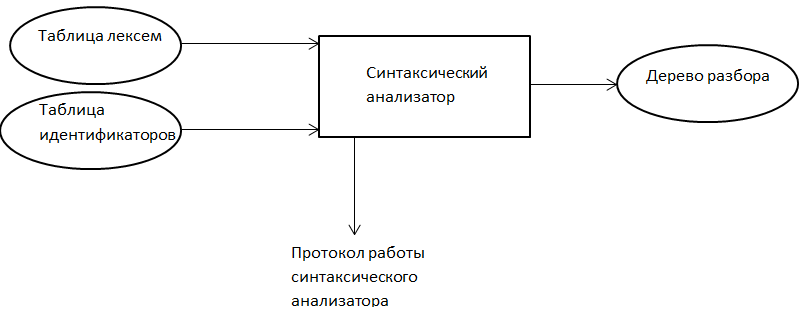 Таблица лексем
Синтаксический
анализатор
Дерево разбора
Таблица
идентификаторов
Протокол работы
синтаксического
анализатора